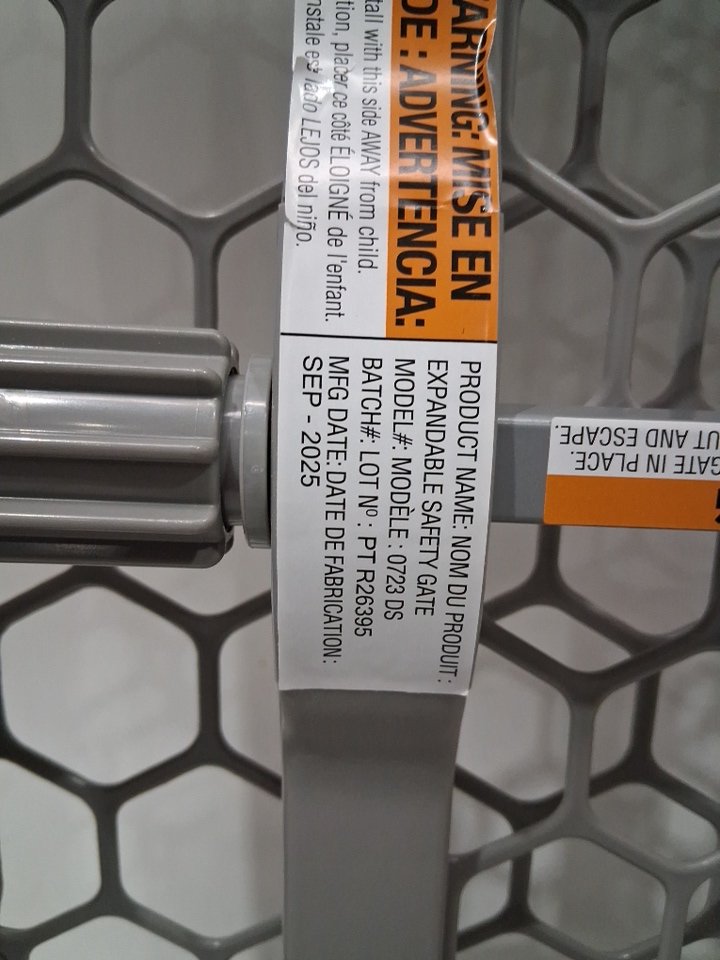 ARNING: MISE EN
DE : ADVERTENCIA:
tall with this side AWAY from child.
tion, placer ce côté ÉLOIGNÉ de l'enfant.
nstale este lado LEJOS del niño.
PRODUCT NAME: NOM DU PRODUIT :
EXPANDABLE SAFETY GATE
MODEL#: MODÈLE : 0723 DS
BATCH#: LOT Nº : PT R26395
MFG DATE: DATE DE FABRICATION :
SEP - 2025
GATE IN PLACE.
UT AND ESCAPE.